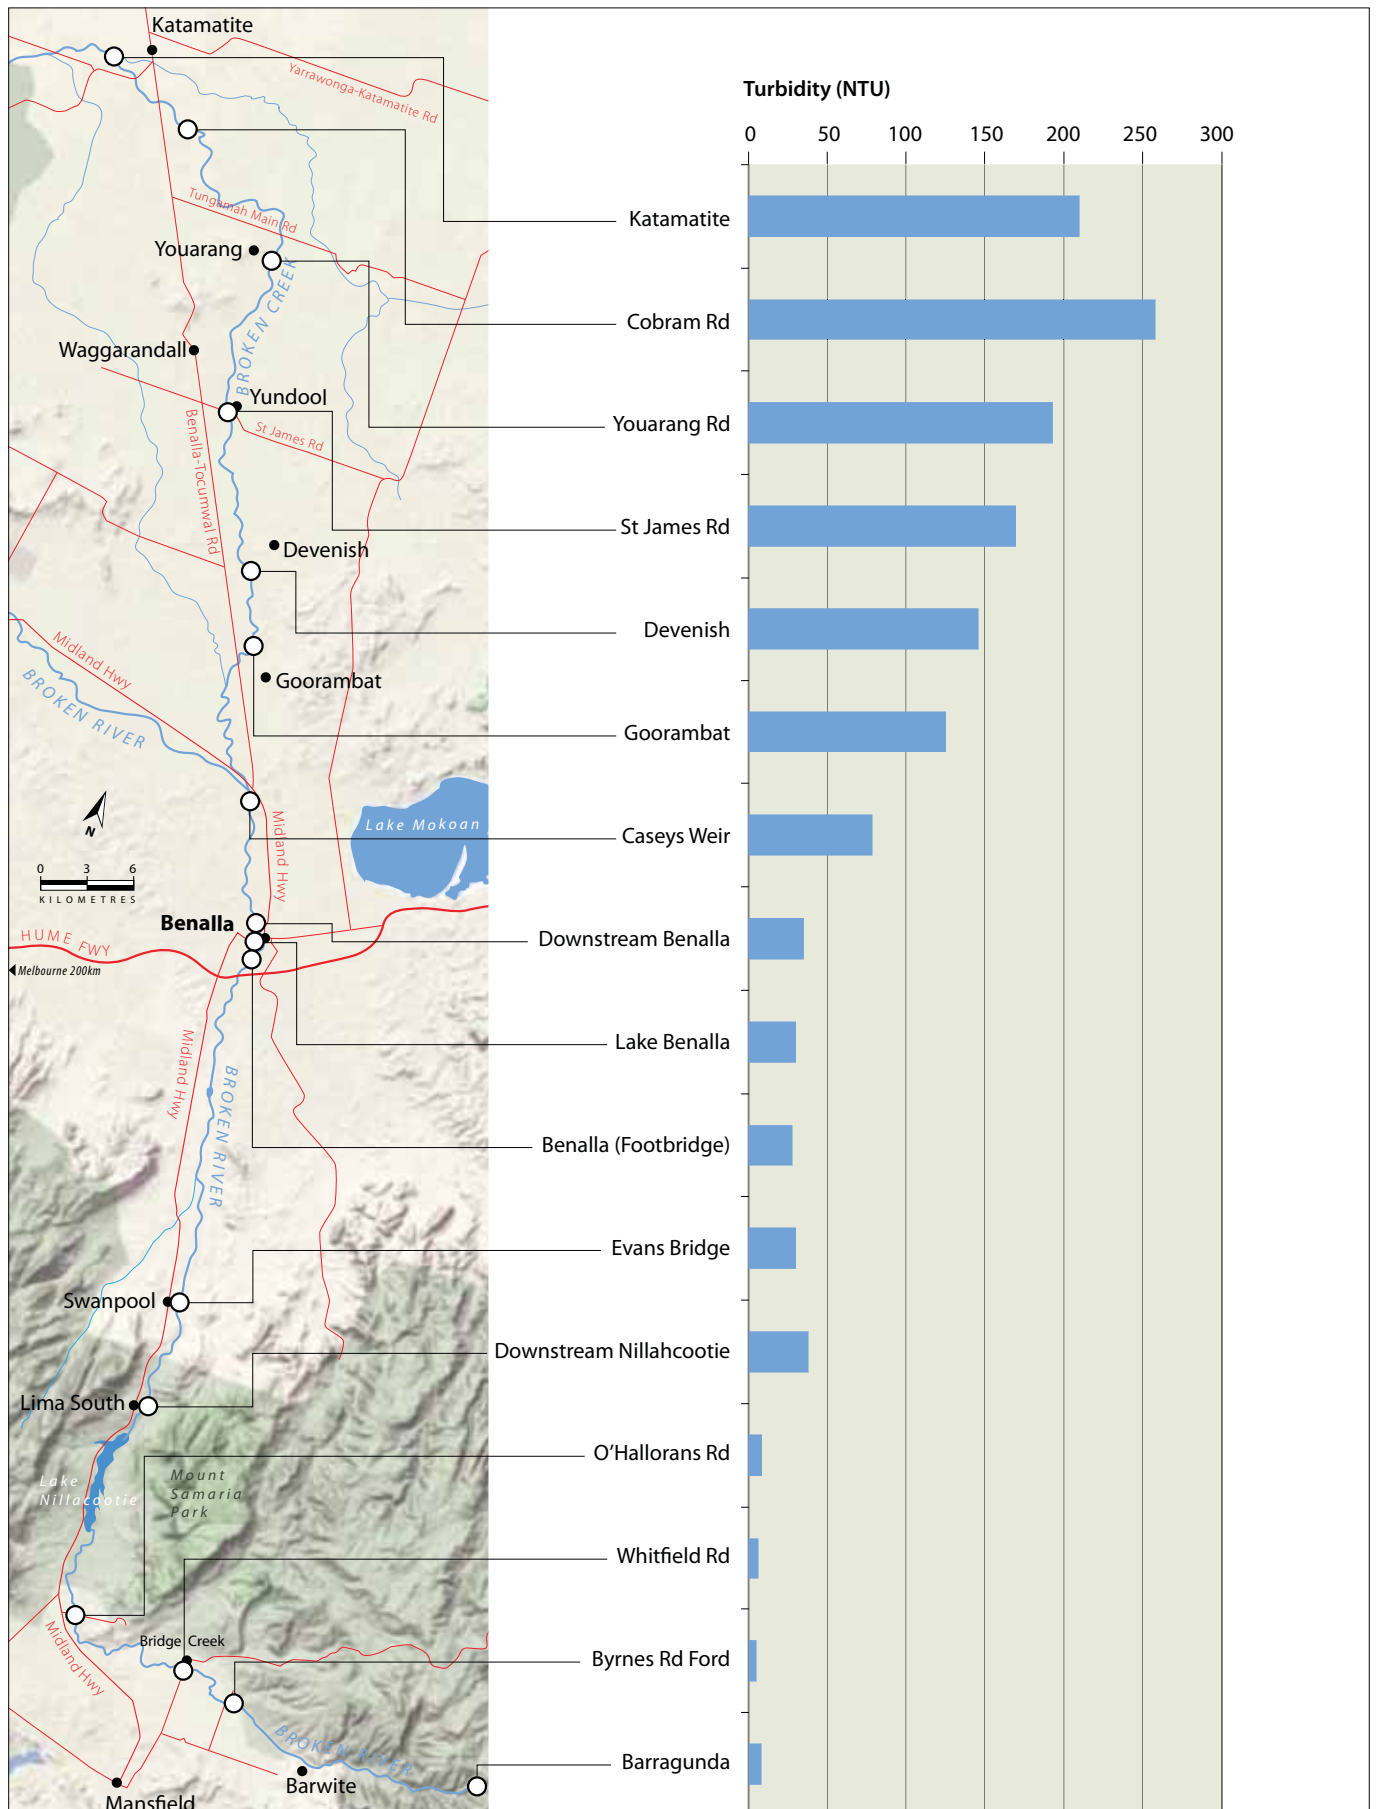 Katamatite
Yarrawonga-Katamatite Rd
Tungamah Main Rd
Youarang
BROKEN CREEK
Waggarandall
Yundool
Benalla-Tocumwal Rd
St James Rd
Devenish
Midland Hwy
BROKEN RIVER
Goorambat
Lake Mokoan
Midland Hwy
N
0 3 6
KILOMETRES
Benalla
HUME FWY
Melbourne 200km
Midland Hwy
BROKEN RIVER
Swanpool
Lima South
Lake
Nillacootie
Mount
Samaria
Park
Bridge Creek
Midland Hwy
BROKEN RIVER
Barwite
Mansfield
Turbidity (NTU)
0 50 100 150 200 250 300
Katamatite
Cobram Rd
Youarang Rd
St James Rd
Devenish
Goorambat
Caseys Weir
Downstream Benalla
Lake Benalla
Benalla (Footbridge)
Evans Bridge
Downstream Nillahcootie
O'Hallorans Rd
Whitfield Rd
Byrnes Rd Ford
Barragunda